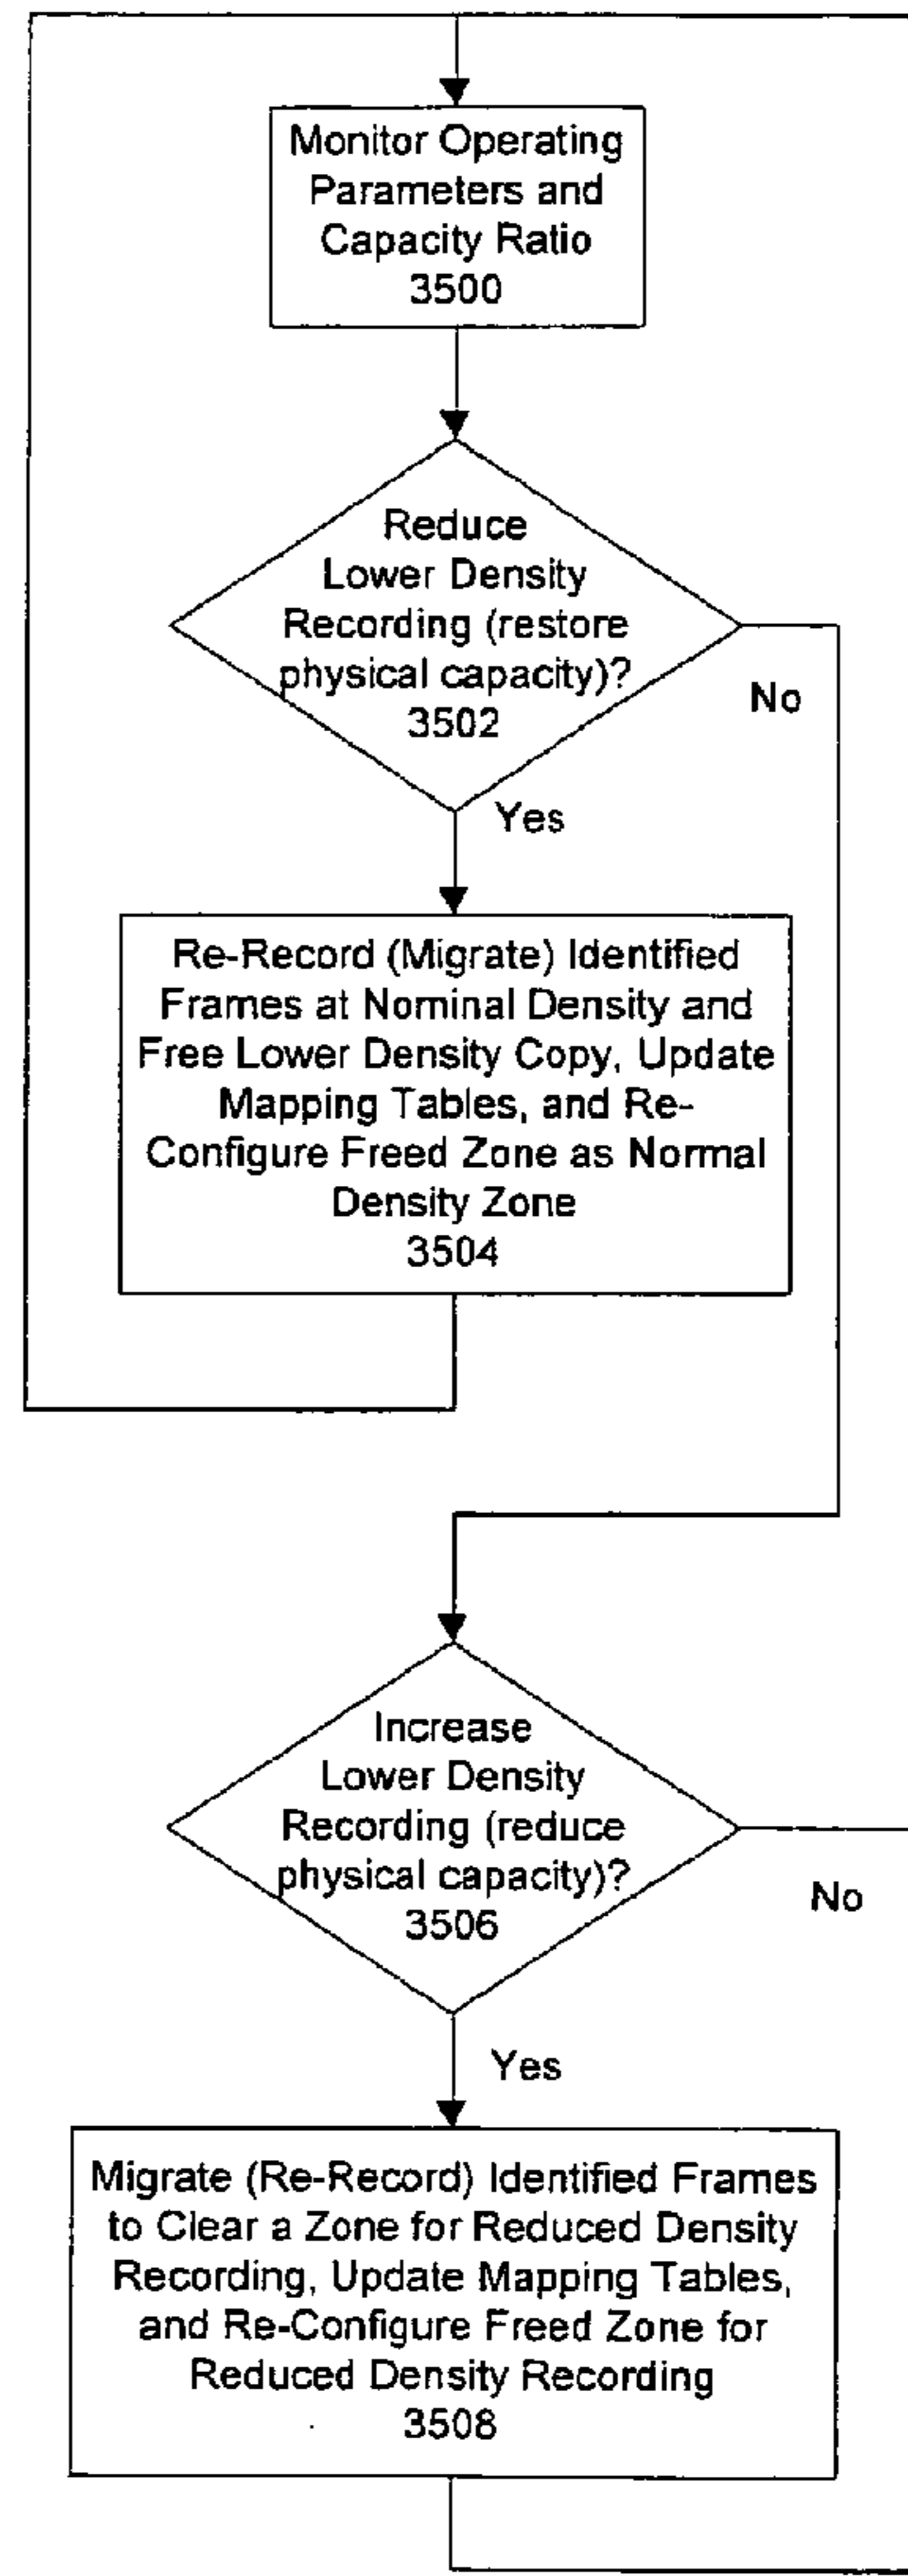 Monitor Operating
Parameters and
Capacity Ratio
3500
Reduce
Lower Density
Recording (restore
physical capacity)?
3502
No
Yes
Re-Record (Migrate) Identified
Frames at Nominal Density and
Free Lower Density Copy, Update
Mapping Tables, and Re-
Configure Freed Zone as Normal
Density Zone
3504
Increase
Lower Density
Recording (reduce
physical capacity)?
3506
No
Yes
Migrate (Re-Record) Identified Frames
to Clear a Zone for Reduced Density
Recording, Update Mapping Tables,
and Re-Configure Freed Zone for
Reduced Density Recording
3508